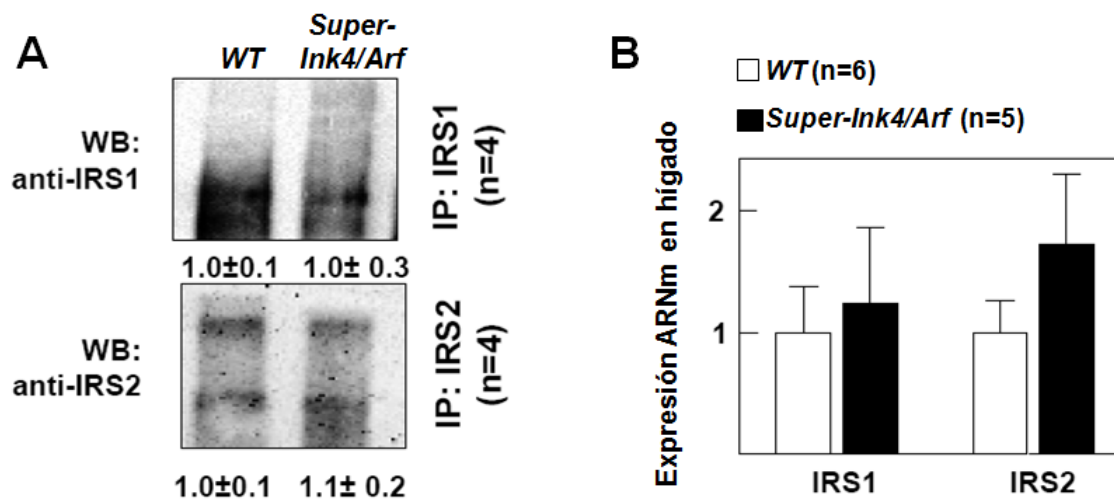 A
WT
Super-
Ink4/Arf
WB:
anti-IRS1
IP: IRS1
(n=4)
1.0±0.1
1.0± 0.3
WB:
anti-IRS2
IP: IRS2
(n=4)
1.0±0.1
1.1± 0.2
B
WT (n=6)
Super-Ink4/Arf (n=5)
Expresión ARNm en hígado
2
1
IRS1
IRS2